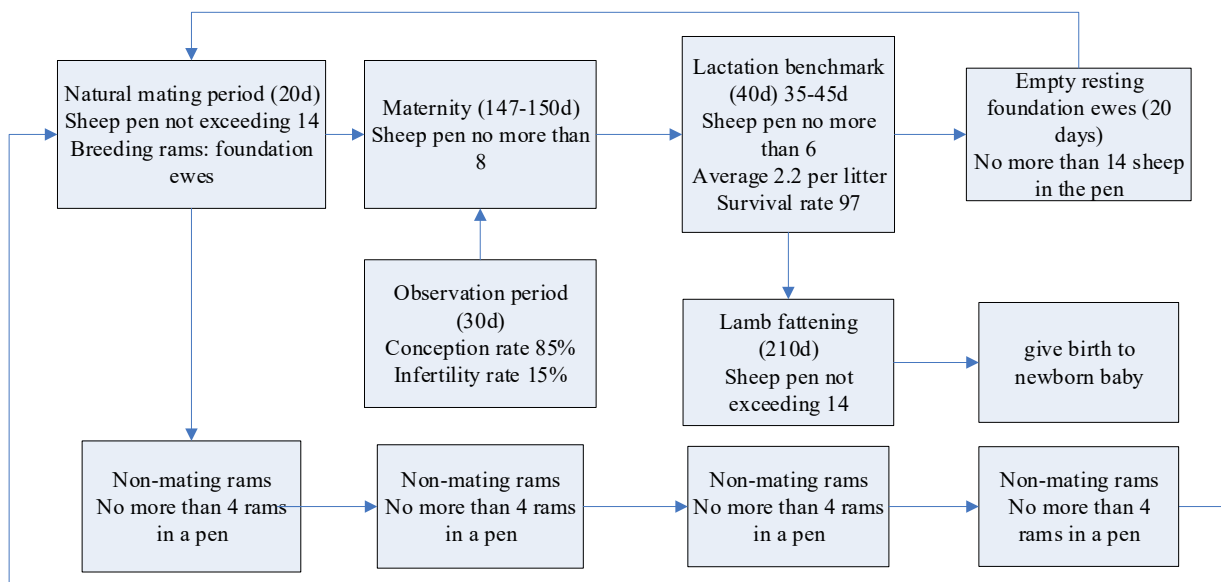 Natural mating period (20d)
Sheep pen not exceeding 14
Breeding rams: foundation
ewes
Maternity (147-150d)
Sheep pen no more than
8
Lactation benchmark
(40d) 35-45d
Sheep pen no more
than 6
Average 2.2 per litter
Survival rate 97
Empty resting
foundation ewes (20
days)
No more than 14 sheep
in the pen
Observation period
(30d)
Conception rate 85%
Infertility rate 15%
Lamb fattening
(210d)
Sheep pen not
exceeding 14
give birth to
newborn baby
Non-mating rams
No more than 4 rams
in a pen
Non-mating rams
No more than 4 rams
in a pen
Non-mating rams
No more than 4 rams
in a pen
Non-mating rams
No more than 4
rams in a pen